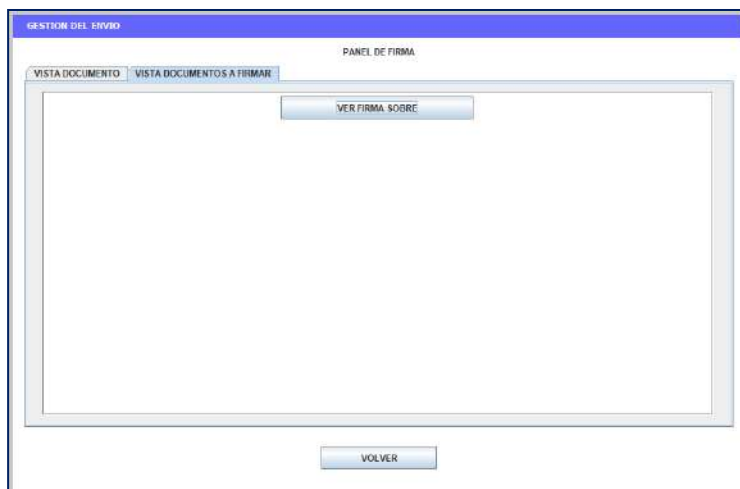 GESTION DEL ENVIO
PANEL DE FIRMA
VISTA DOCUMENTO VISTA DOCUMENTOS A FIRMAR
VER FIRMA SOBRE
VOLVER